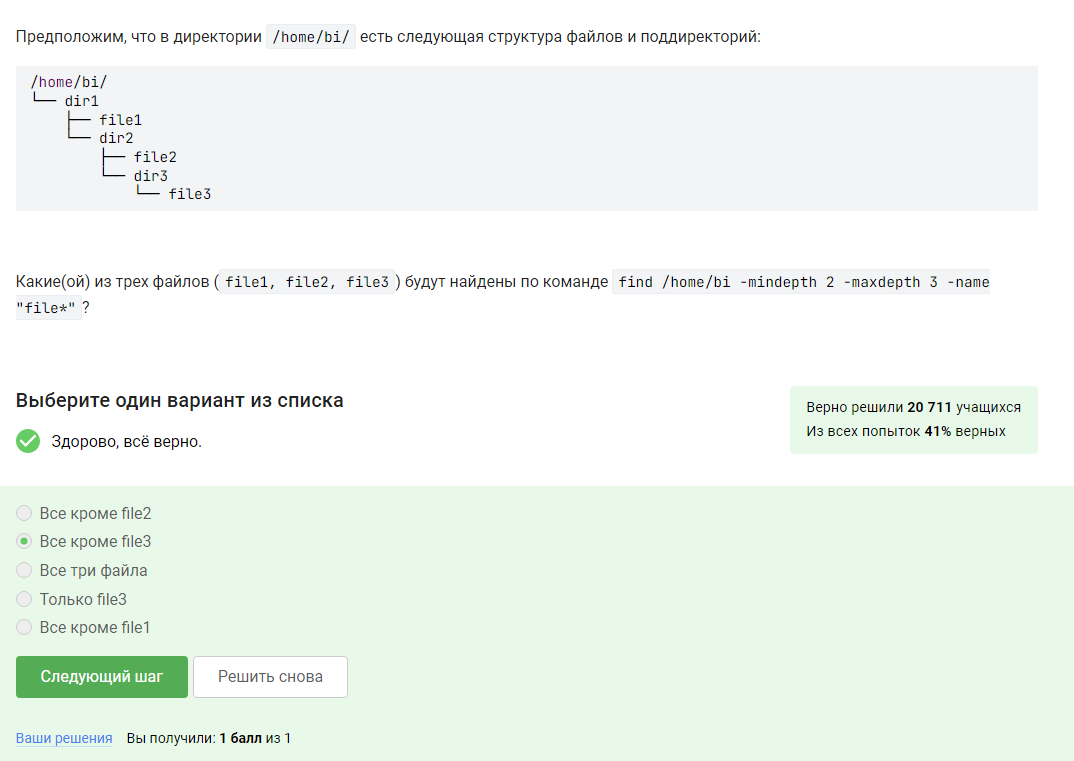 Предположим, что в директории /home/bi/ есть следующая структура файлов и поддиректорий:
/home/bi/
└── dir1
    ├── file1
    └── dir2
        ├── file2
        └── dir3
            └── file3
Какие(ой) из трех файлов ( file1, file2, file3 ) будут найдены по команде find /home/bi -mindepth 2 -maxdepth 3 -name
"file*" ?
Выберите один вариант из списка
Здорово, всё верно.
Верно решили 20 711 учащихся
Из всех попыток 41% верных
Все кроме file2
Все кроме file3
Все три файла
Только file3
Все кроме file1
Следующий шаг
Решить снова
Ваши решения Вы получили: 1 балл из 1